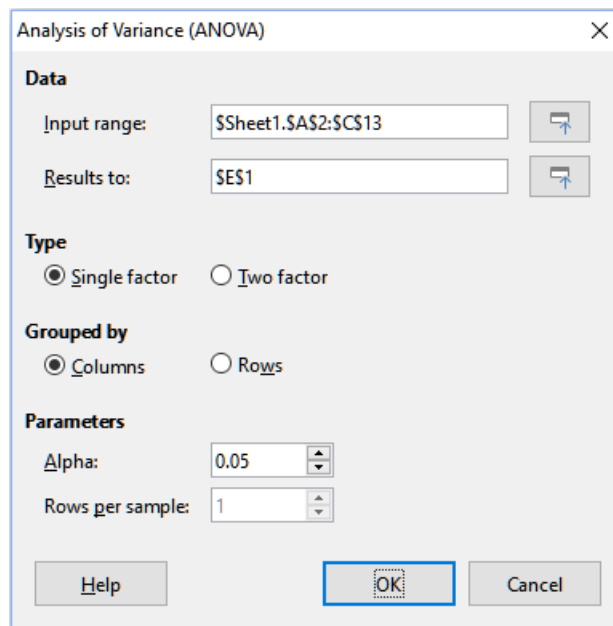 Analysis of Variance (ANOVA)
Data
Input range: $Sheet1.$A$2:$C$13
Results to: $E$1
Type
Single factor Two factor
Grouped by
Columns Rows
Parameters
Alpha: 0.05
Rows per sample: 1
Help OK Cancel